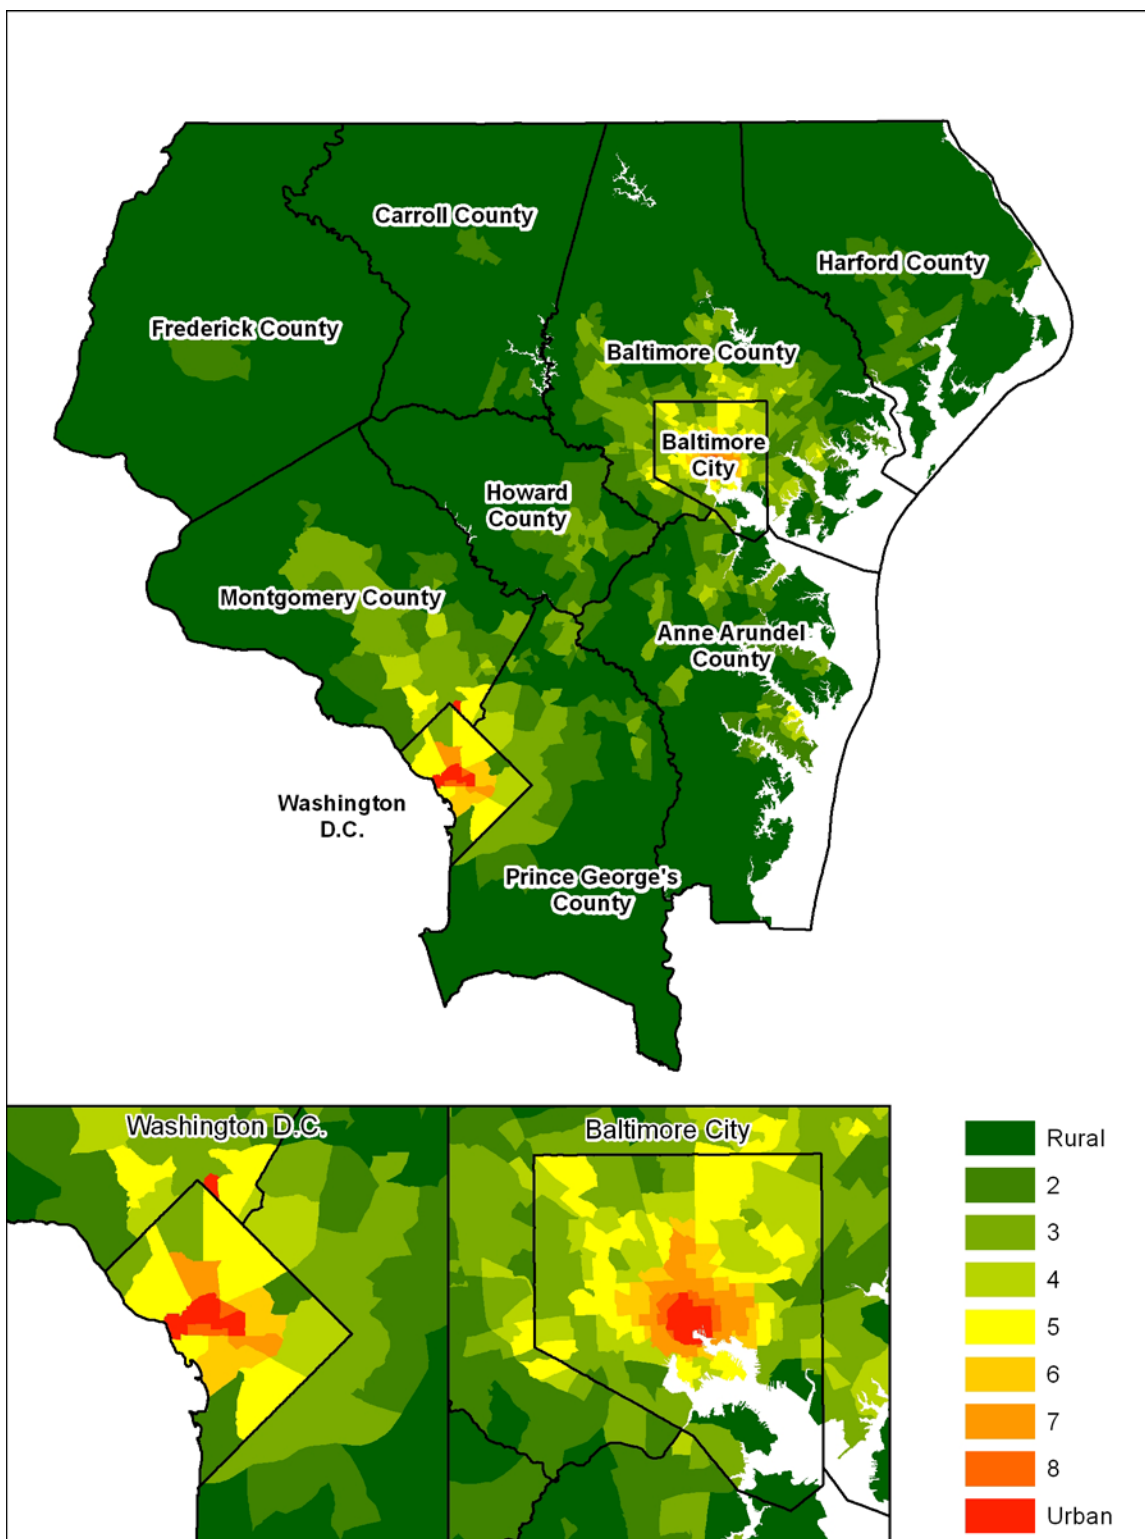 Carroll County
Harford County
Frederick County
Baltimore County
Baltimore
City
Howard
County
Montgomery County
Anne Arundel
County
Washington
D.C.
Prince George's
County
Washington D.C.
Baltimore City
Rural
2
3
4
5
6
7
8
Urban